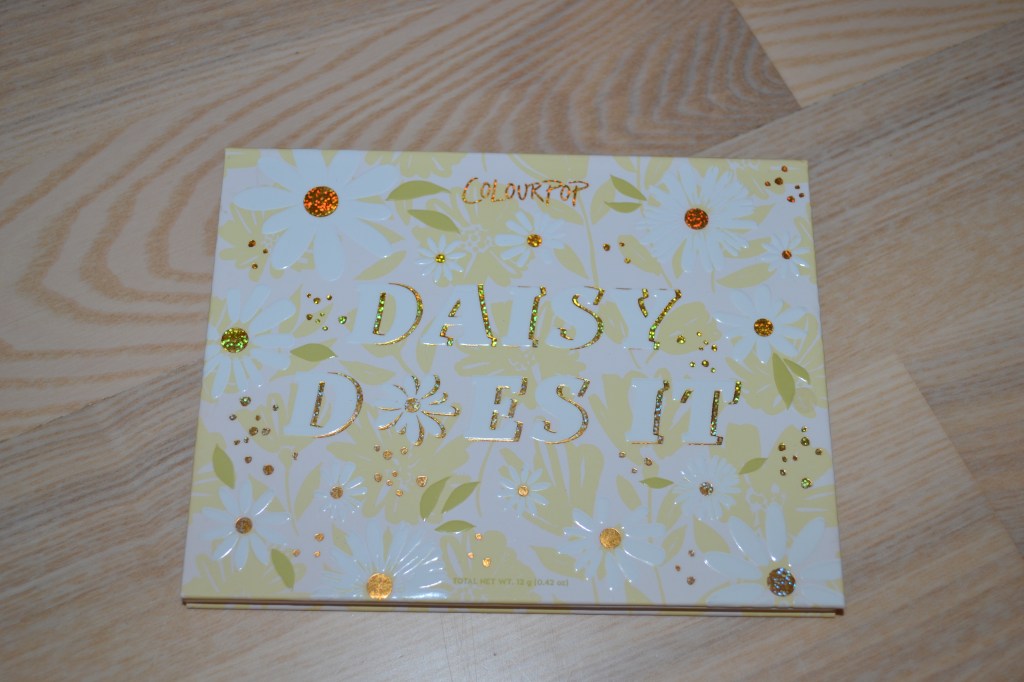 COLOURPOP
DAISY
DOES IT
TOTAL NET WT. 12 g (0.42 oz)